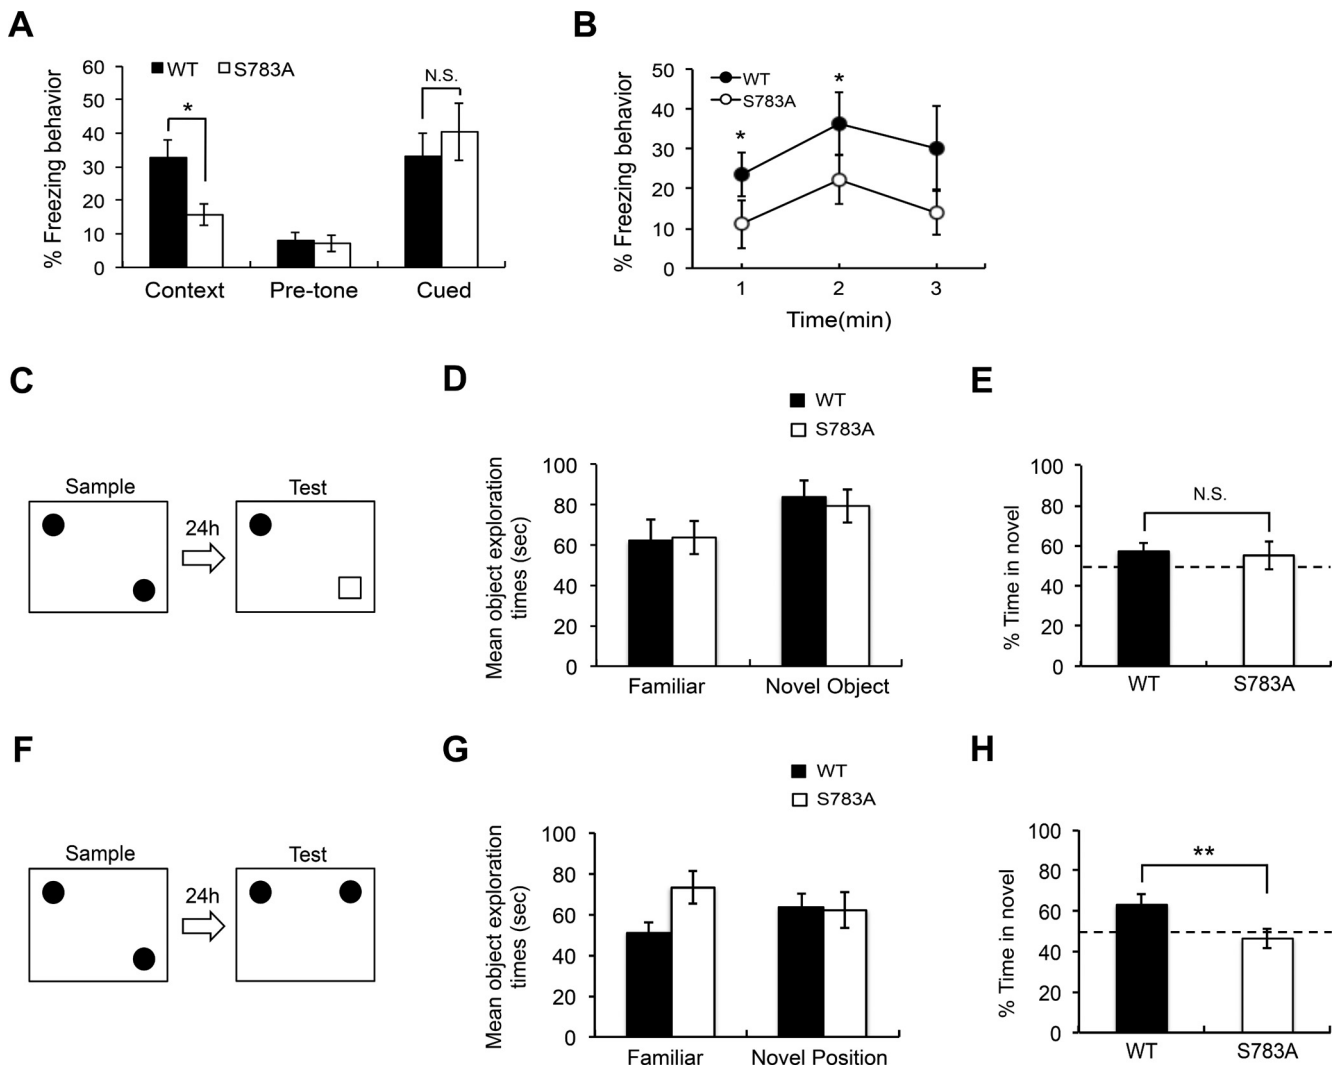 A
% Freezing behavior
60
50
40
30
20
10
0
WT
S783A
*
N.S.
Context
Pre-tone
Cued
B
% Freezing behavior
50
40
30
20
10
0
WT
S783A
*
*
1
2
3
Time(min)
C
Sample
24h
Test
D
WT
S783A
Mean object exploration
times (sec)
100
80
60
40
20
0
Familiar
Novel Object
E
% Time in novel
100
80
60
40
20
0
N.S.
WT
S783A
F
Sample
24h
Test
G
WT
S783A
Mean object exploration
times (sec)
100
80
60
40
20
0
Familiar
Novel Position
H
% Time in novel
100
80
60
40
20
0
**
WT
S783A